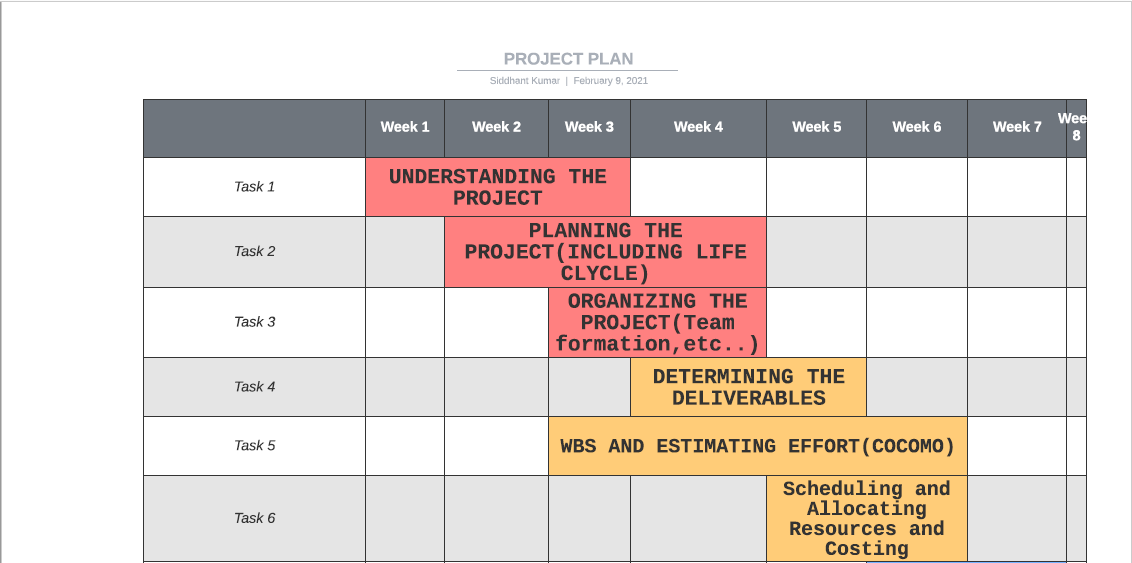 PROJECT PLAN
Siddhant Kumar | February 9, 2021
Week 1 Week 2 Week 3 Week 4 Week 5 Week 6 Week 7 Wee
8
Task 1
UNDERSTANDING THE
PROJECT
Task 2
PLANNING THE
PROJECT(INCLUDING LIFE
CLYCLE)
Task 3
ORGANIZING THE
PROJECT(Team
formation,etc..)
Task 4
DETERMINING THE
DELIVERABLES
Task 5
WBS AND ESTIMATING EFFORT(COCOMO)
Task 6
Scheduling and
Allocating
Resources and
Costing